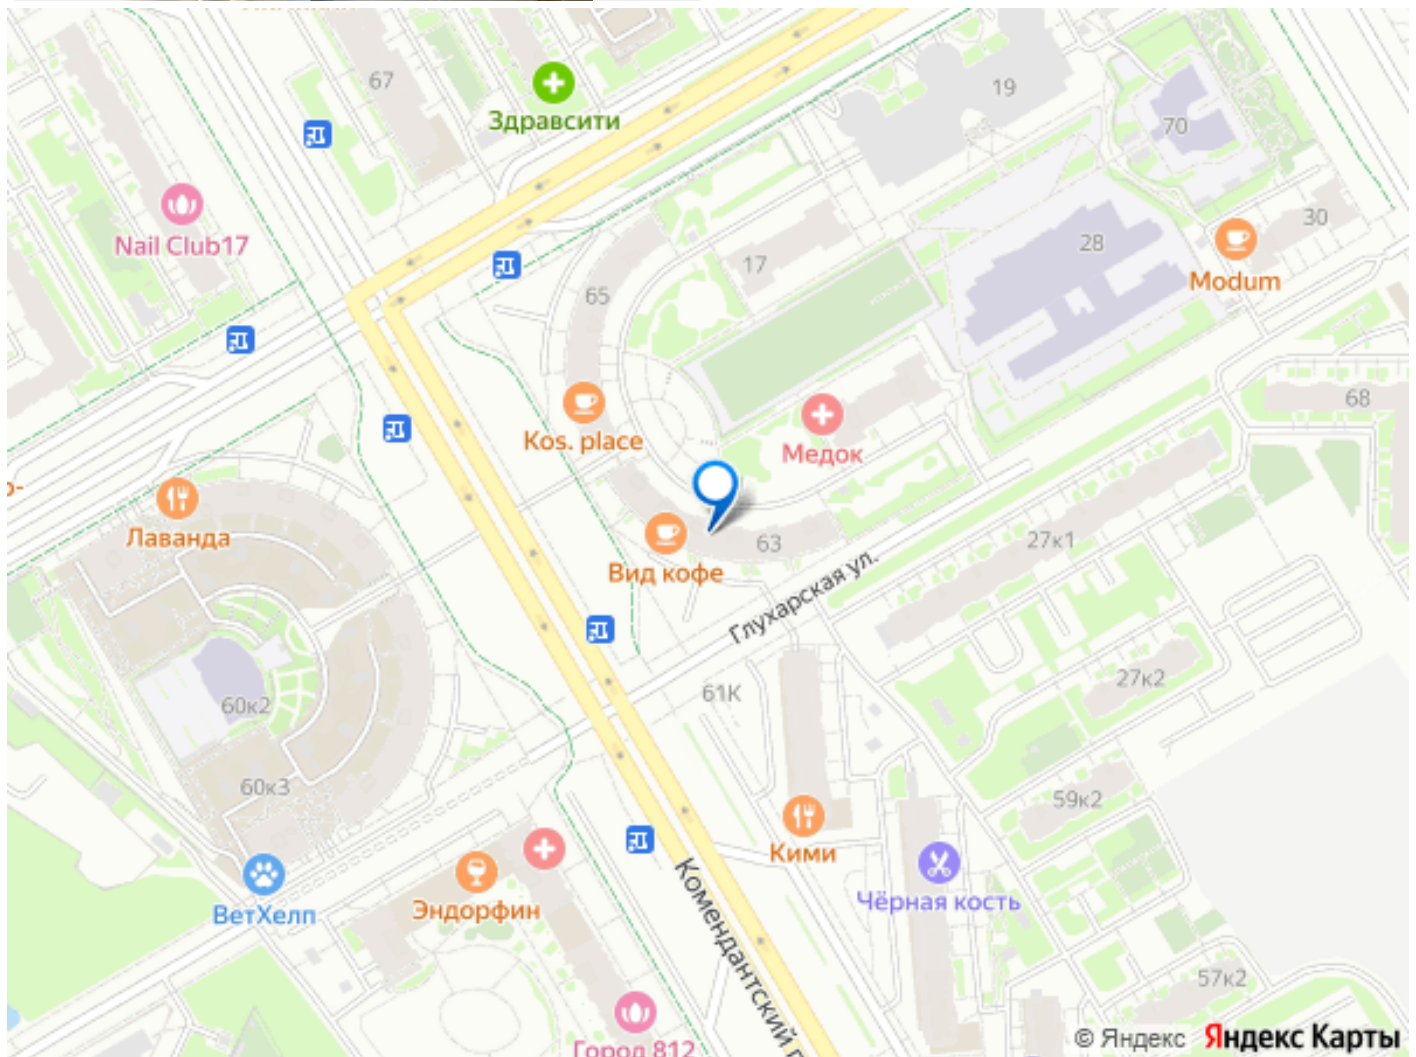 67
Здравсити
19
70
Nail Club17
30
28
17
Modum
65
68
Kos. place
Медок
Лаванда
63
27к1
Вид кофе
Глухарская ул.
27к2
61К
60к2
60к3
59к2
Кими
Чёрная кость
ВетХелп
Эндорфин
Комендантский
57к2
Город 812
© Яндекс Яндекс Карты